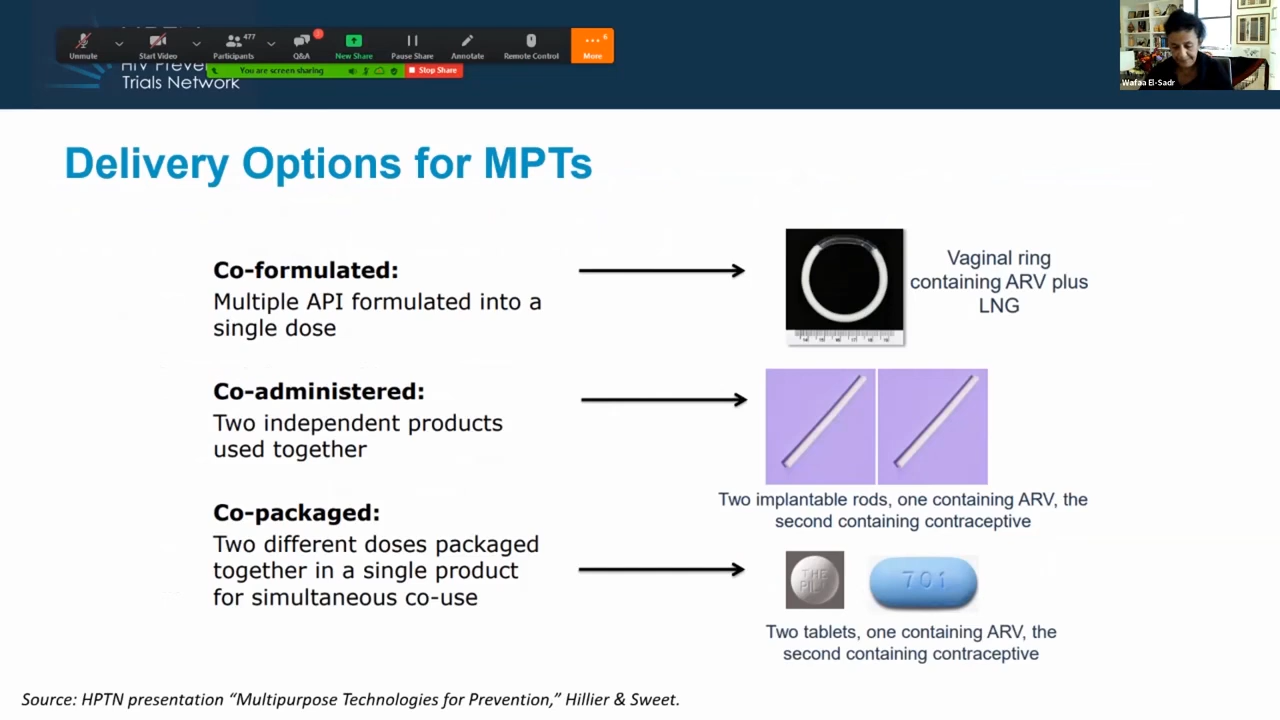 Unmute
Start Video
Participants
477
Q&A
New Share
Pause Share
Annotate
Remote Control
More
6
You are screen sharing
Stop Share
HIV Preve
Trials Network
Wafaa El-Sadr
Delivery Options for MPTs
Co-formulated:
Multiple API formulated into a
single dose
Vaginal ring
containing ARV plus
LNG
Co-administered:
Two independent products
used together
Two implantable rods, one containing ARV, the
second containing contraceptive
Co-packaged:
Two different doses packaged
together in a single product
for simultaneous co-use
THE
701
Two tablets, one containing ARV, the
second containing contraceptive
Source: HPTN presentation “Multipurpose Technologies for Prevention,” Hillier & Sweet.